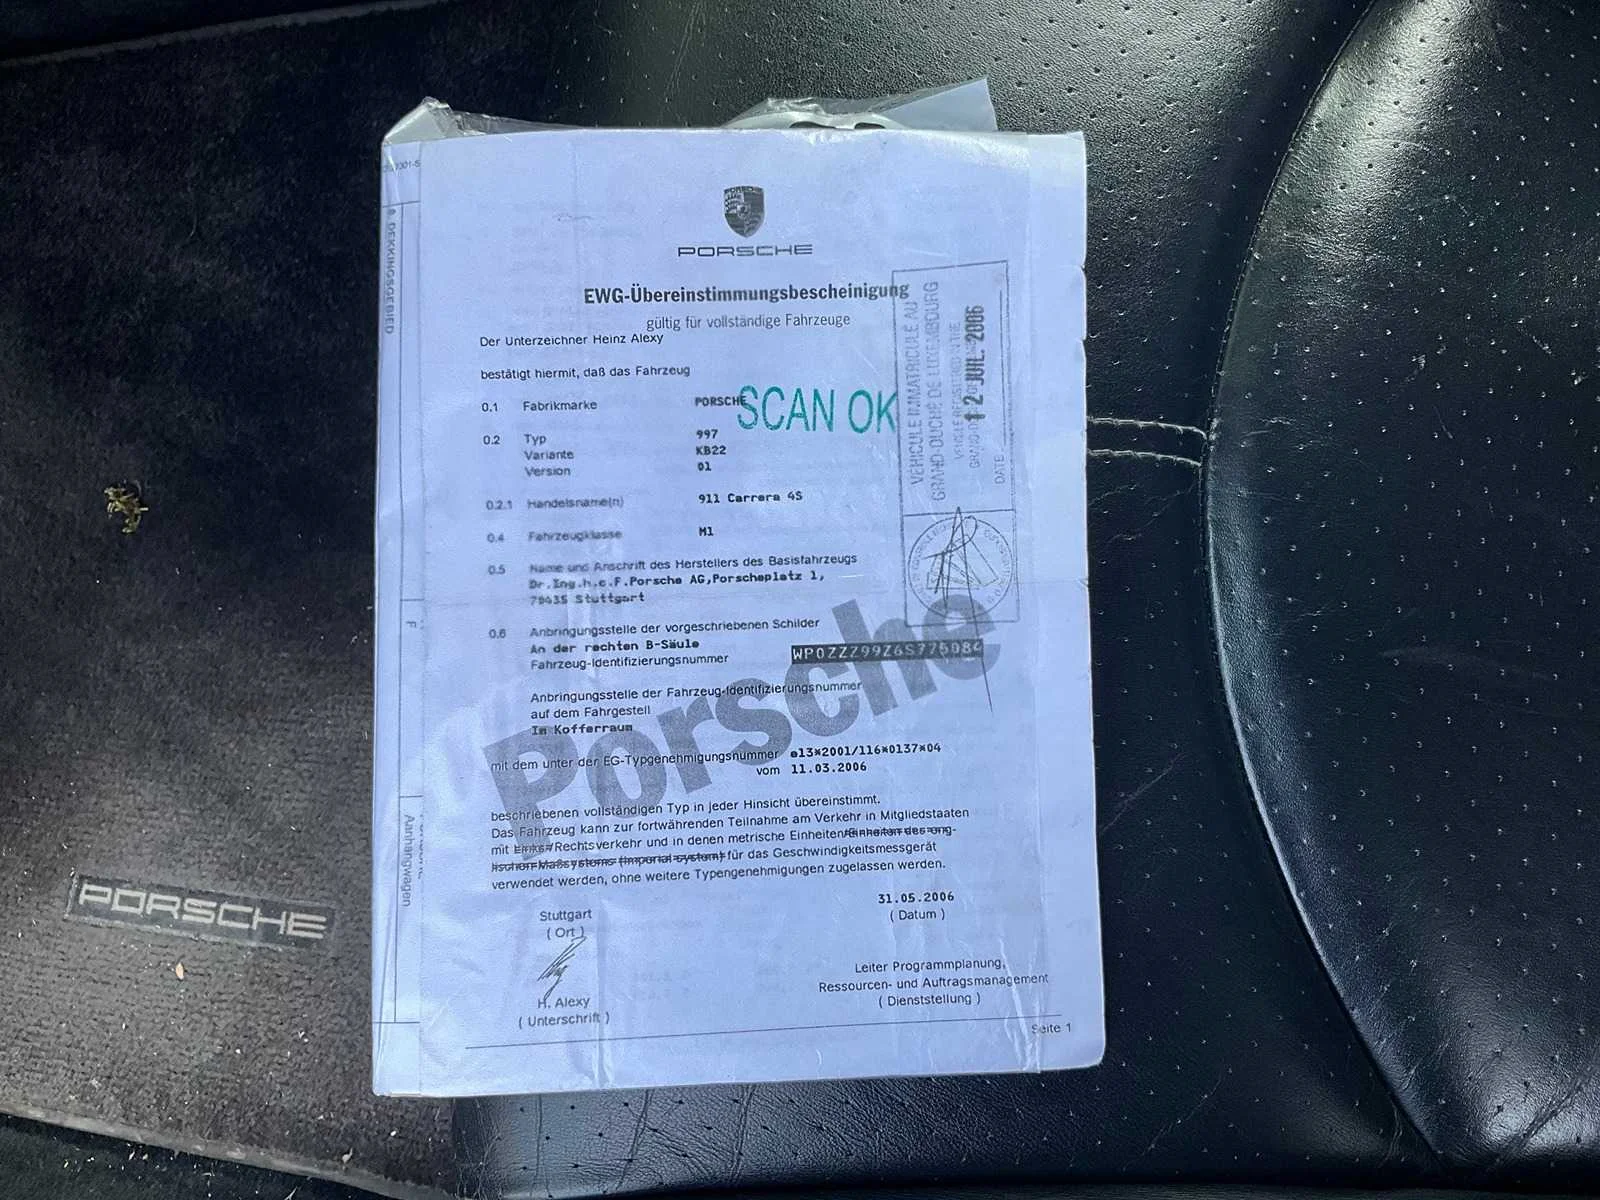 PORSCHE
EWG-Übereinstimmungsbescheinigung
gültig für vollständige Fahrzeuge
Der Unterzeichner Heinz Alexy
bestätigt hiermit, daß das Fahrzeug
0.1 Fabrikmarke PORSCHE
SCAN OK
0.2 Typ 997
Variante KB22
Version 01
0.2.1 Handelsname(n) 911 Carrera 4S
0.4 Fahrzeugklasse M1
0.5 Name und Anschrift des Herstellers des Basisfahrzeugs
Dr.Ing.h.c.F.Porsche AG,Porscheplatz 1,
70435 Stuttgart
0.6 Anbringungsstelle der vorgeschriebenen Schilder
An der rechten B-Säule
Fahrzeug-Identifizierungsnummer WP0ZZZ99Z6S775084
Anbringungsstelle der Fahrzeug-Identifizierungsnummer
auf dem Fahrgestell
Im Kofferraum
mit dem unter der EG-Typgenehmigungsnummer e13*2001/116*0137*04
vom 11.03.2006
beschriebenen vollständigen Typ in jeder Hinsicht übereinstimmt.
Das Fahrzeug kann zur fortwährenden Teilnahme am Verkehr in Mitgliedstaaten
mit Links-/Rechtsverkehr und in denen metrische Einheiten/Einheiten des eng-
lischen Maßsystems (Imperial system) für das Geschwindigkeitsmessgerät
verwendet werden, ohne weitere Typengenehmigungen zugelassen werden.
Stuttgart 31.05.2006
( Ort ) ( Datum )
H. Alexy
( Unterschrift )
Leiter Programmplanung,
Ressourcen- und Auftragsmanagement
( Dienststellung )
Seite 1
Porsche
VÉHICULE IMMATRICULÉ AU
GRAND-DUCHÉ DE LUXEMBOURG
12 JUIL. 2006
DATE
8. DEKKINGSGEBIED
F
Aanhangwagen
PORSCHE